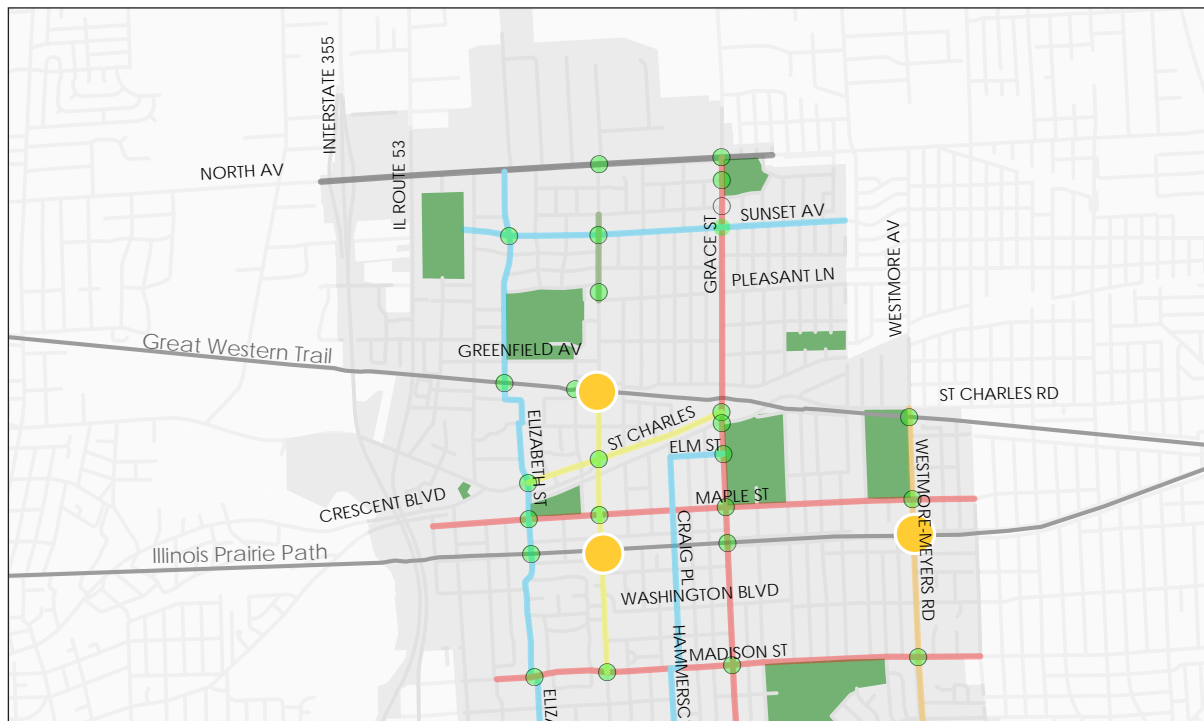 INTERSTATE 355
IL ROUTE 53
NORTH AV
SUNSET AV
GRACE ST
PLEASANT LN
WESTMORE AV
Great Western Trail
GREENFIELD AV
ST CHARLES RD
ST CHARLES
ELIZABETH ST
ELM ST
WESTMORE-MEYERS RD
CRESCENT BLVD
MAPLE ST
CRAIG PL
Illinois Prairie Path
WASHINGTON BLVD
HAMMERSC
MADISON ST
ELIZA